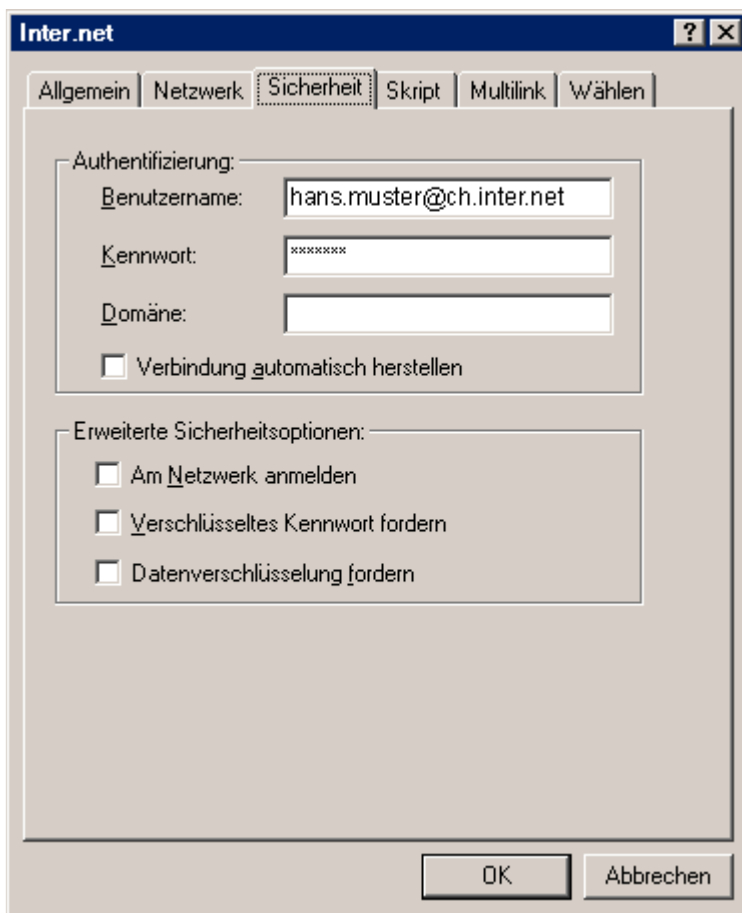 Inter.net
Allgemein Netzwerk Sicherheit Skript Multilink Wählen
Authentifizierung:
Benutzername: hans.muster@ch.inter.net
Kennwort: *******
Domäne:
Verbindung automatisch herstellen
Erweiterte Sicherheitsoptionen:
Am Netzwerk anmelden
Verschlüsseltes Kennwort fordern
Datenverschlüsselung fordern
OK Abbrechen